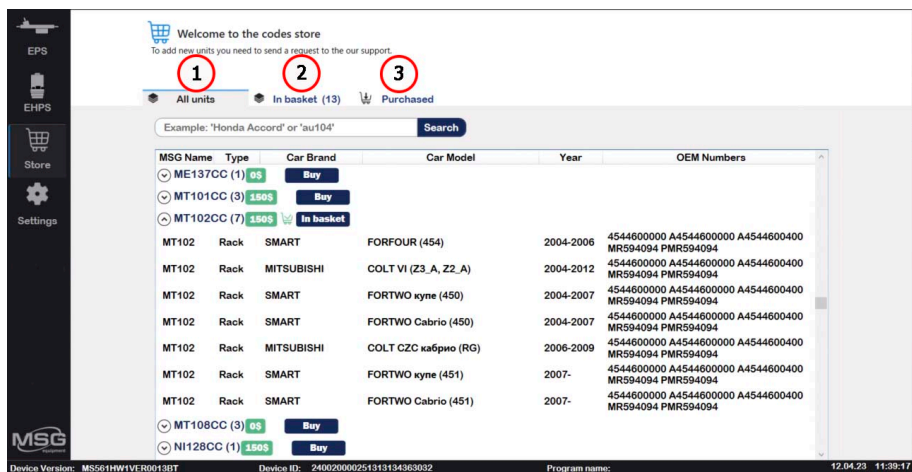 EPS
EHPS
Store
Settings
MSG
equipment
Welcome to the codes store
To add new units you need to send a request to the our support.
1
2
3
All units
In basket (13)
Purchased
Example: 'Honda Accord' or 'au104'
Search
MSG Name Type Car Brand Car Model Year OEM Numbers
ME137CC (1) 0$ Buy
MT101CC (3) 150$ Buy
MT102CC (7) 150$ In basket
MT102 Rack SMART FORFOUR (454) 2004-2006 4544600000 A4544600000 A4544600400
MR594094 PMR594094
MT102 Rack MITSUBISHI COLT VI (Z3_A, Z2_A) 2004-2012 4544600000 A4544600000 A4544600400
MR594094 PMR594094
MT102 Rack SMART FORTWO купе (450) 2004-2007 4544600000 A4544600000 A4544600400
MR594094 PMR594094
MT102 Rack SMART FORTWO Cabrio (450) 2004-2007 4544600000 A4544600000 A4544600400
MR594094 PMR594094
MT102 Rack MITSUBISHI COLT CZC кабрио (RG) 2006-2009 4544600000 A4544600000 A4544600400
MR594094 PMR594094
MT102 Rack SMART FORTWO купе (451) 2007- 4544600000 A4544600000 A4544600400
MR594094 PMR594094
MT102 Rack SMART FORTWO Cabrio (451) 2007- 4544600000 A4544600000 A4544600400
MR594094 PMR594094
MT108CC (3) 0$ Buy
NI128CC (1) 150$ Buy
Device Version: MS561HW1VER0013BT Device ID: 240020000251313134363032 Program name: 12.04.23 11:39:17